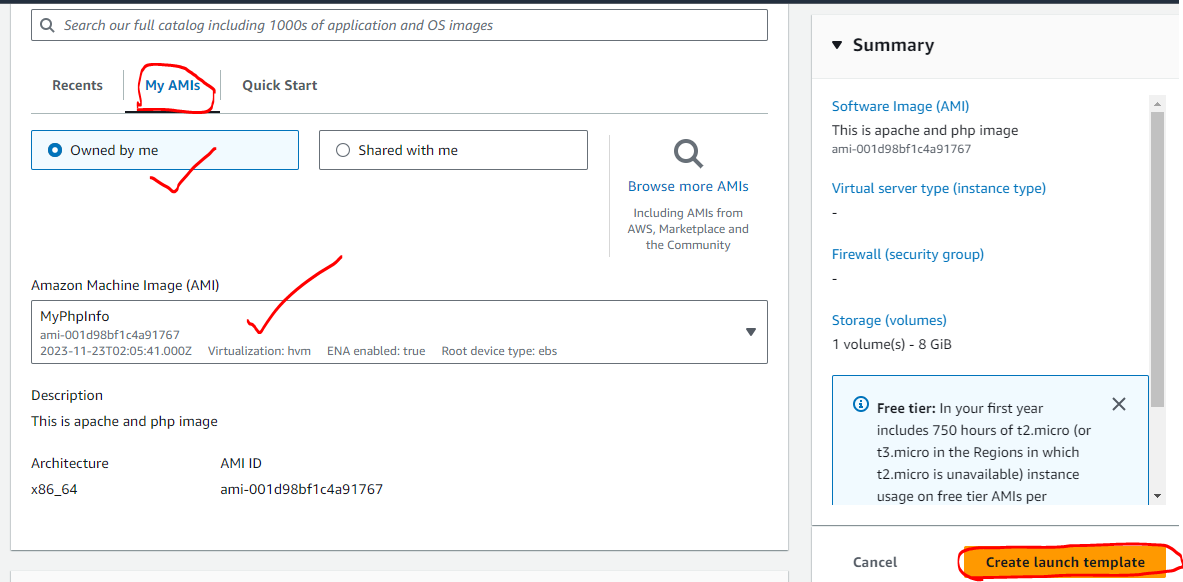 Search our full catalog including 1000s of application and OS images
Recents
My AMIs
Quick Start
Owned by me
Shared with me
Browse more AMIs
Including AMIs from
AWS, Marketplace and
the Community
Amazon Machine Image (AMI)
MyPhpInfo
ami-001d98bf1c4a91767
2023-11-23T02:05:41.000Z Virtualization: hvm ENA enabled: true Root device type: ebs
Description
This is apache and php image
Architecture
AMI ID
x86_64
ami-001d98bf1c4a91767
Summary
Software Image (AMI)
This is apache and php image
ami-001d98bf1c4a91767
Virtual server type (instance type)
-
Firewall (security group)
-
Storage (volumes)
1 volume(s) - 8 GiB
Free tier: In your first year
includes 750 hours of t2.micro (or
t3.micro in the Regions in which
t2.micro is unavailable) instance
usage on free tier AMIs per
Cancel
Create launch template